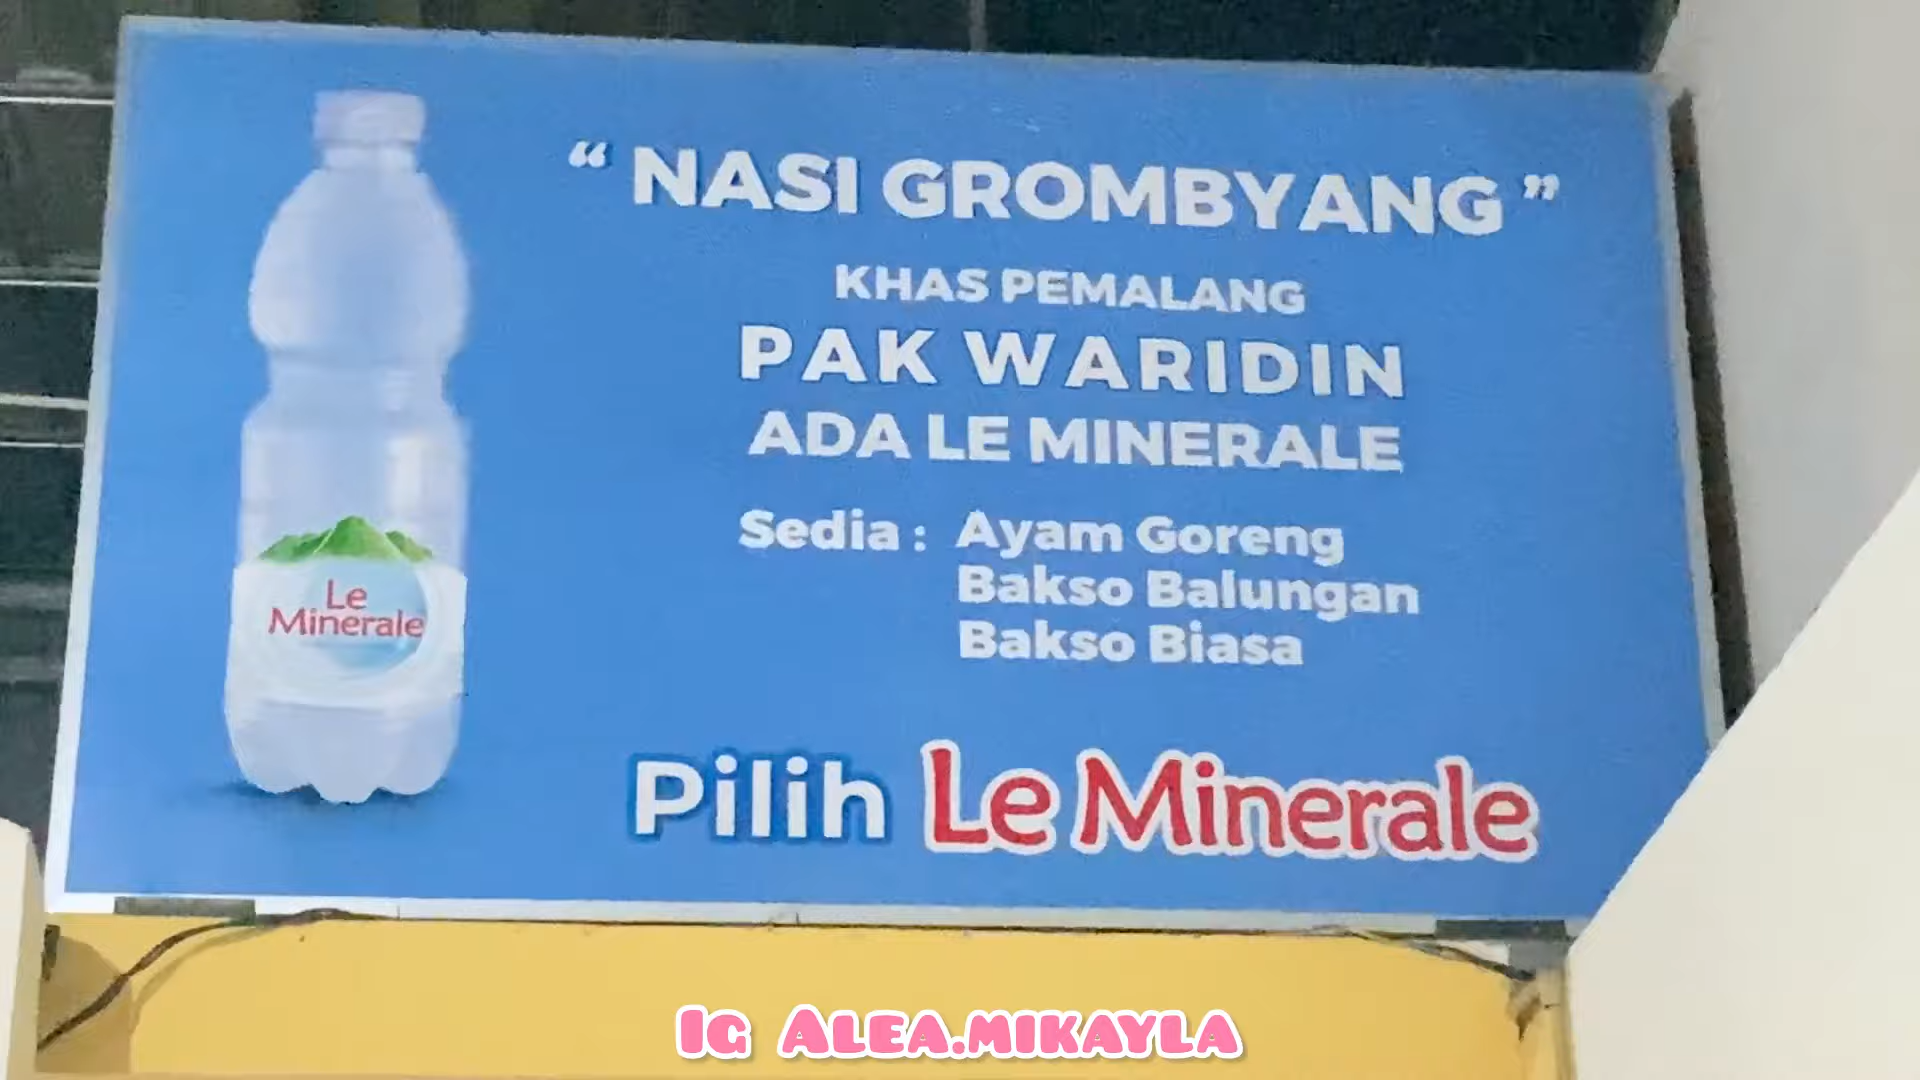 “ NASI GROMBYANG ”
KHAS PEMALANG
PAK WARIDIN
ADA LE MINERALE
Sedia : Ayam Goreng
Bakso Balungan
Bakso Biasa
Le
Minerale
Pilih Le Minerale
IG ALEA.MIKAYLA